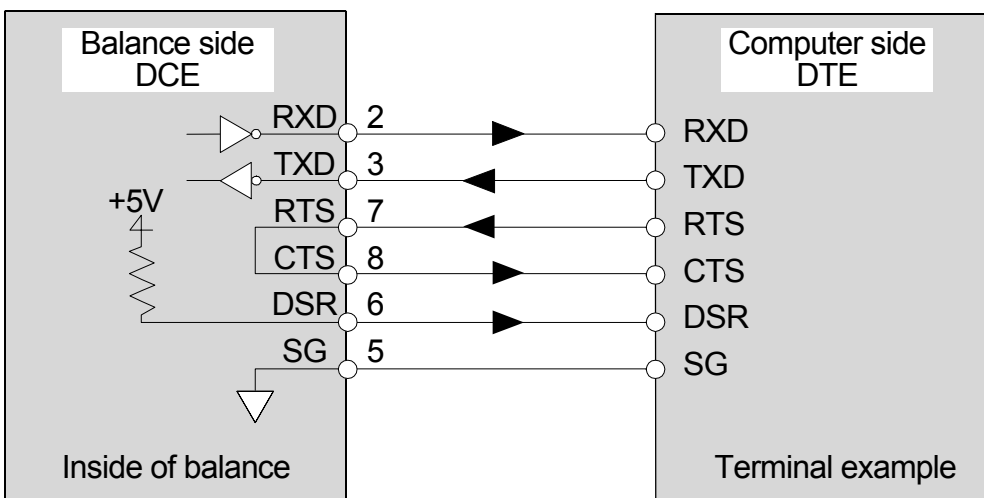 Balance side
DCE
Computer side
DTE
RXD 2 RXD
TXD 3 TXD
+5V
RTS 7 RTS
CTS 8 CTS
DSR 6 DSR
SG 5 SG
Inside of balance
Terminal example